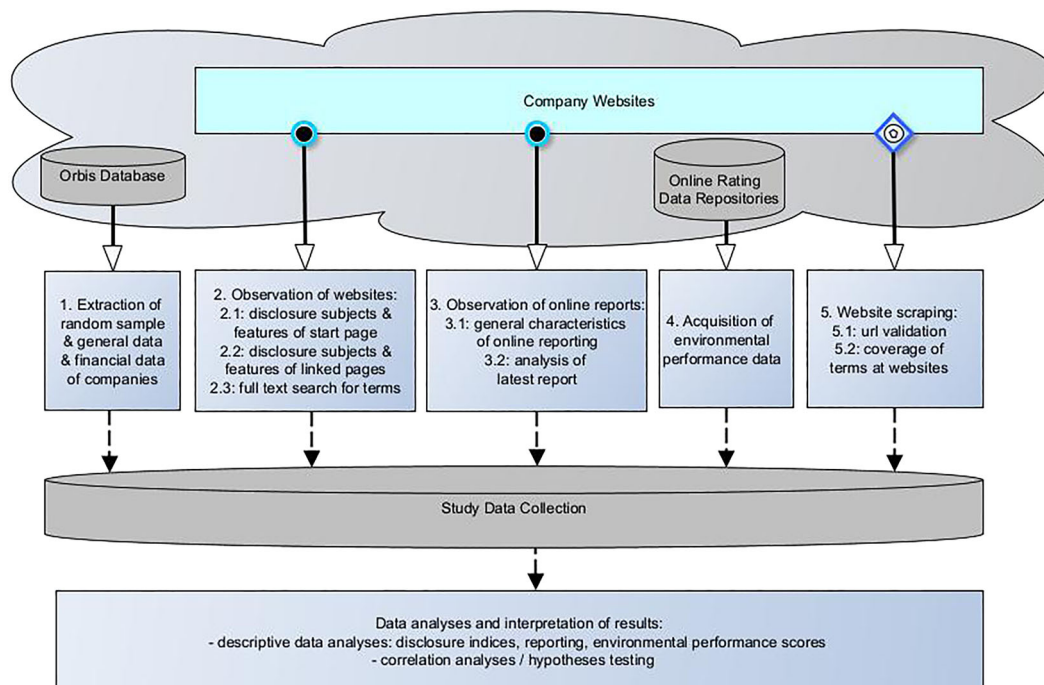 Company Websites
Orbis Database
Online Rating
Data Repositories
1. Extraction of
random sample
& general data
& financial data
of companies
2. Observation of websites:
2.1: disclosure subjects &
features of start page
2.2: disclosure subjects &
features of linked pages
2.3: full text search for terms
3. Observation of online reports:
3.1: general characteristics
of online reporting
3.2: analysis of
latest report
4. Acquisition of
environmental
performance data
5. Website scraping:
5.1: url validation
5.2: coverage of
terms at websites
Study Data Collection
Data analyses and interpretation of results:
- descriptive data analyses: disclosure indices, reporting, environmental performance scores
- correlation analyses / hypotheses testing